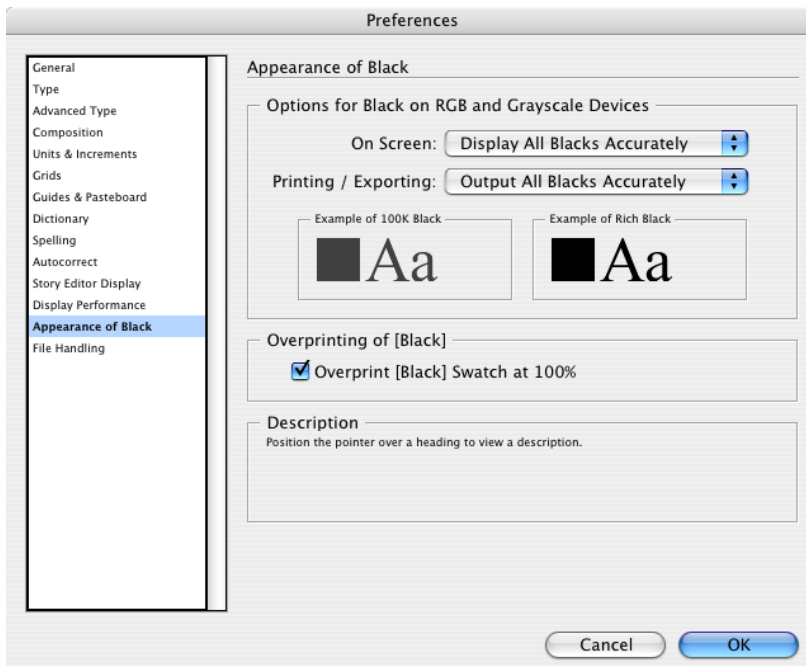 Preferences
General
Type
Advanced Type
Composition
Units & Increments
Grids
Guides & Pasteboard
Dictionary
Spelling
Autocorrect
Story Editor Display
Display Performance
Appearance of Black
File Handling
Appearance of Black
Options for Black on RGB and Grayscale Devices
On Screen: Display All Blacks Accurately
Printing / Exporting: Output All Blacks Accurately
Example of 100K Black
Aa
Example of Rich Black
Aa
Overprinting of [Black]
Overprint [Black] Swatch at 100%
Description
Position the pointer over a heading to view a description.
Cancel OK